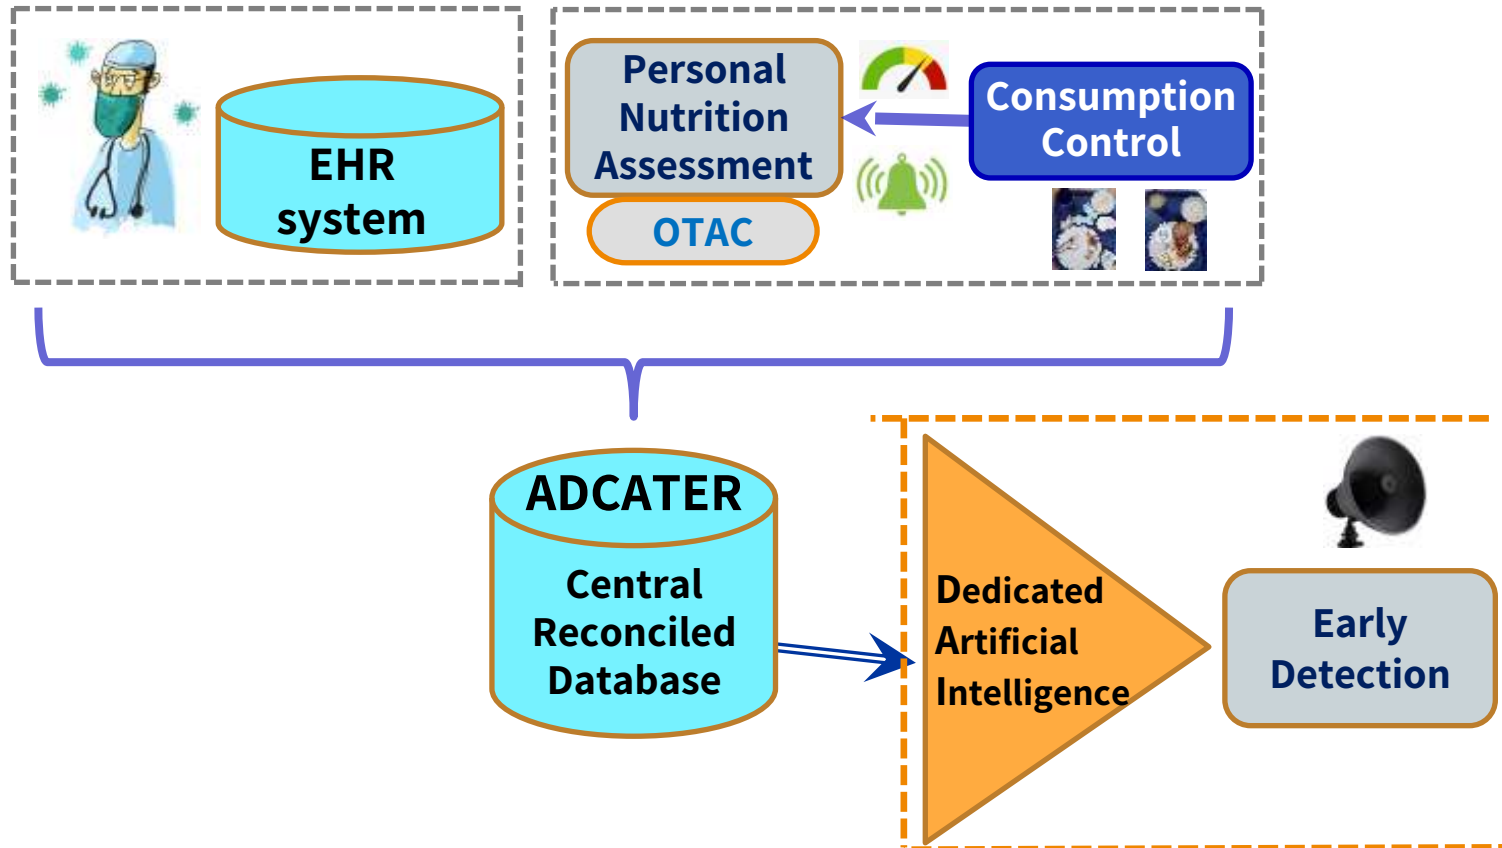 EHR
system
Personal
Nutrition
Assessment
OTAC
Consumption
Control
ADCATER
Central
Reconciled
Database
Dedicated
Artificial
Intelligence
Early
Detection